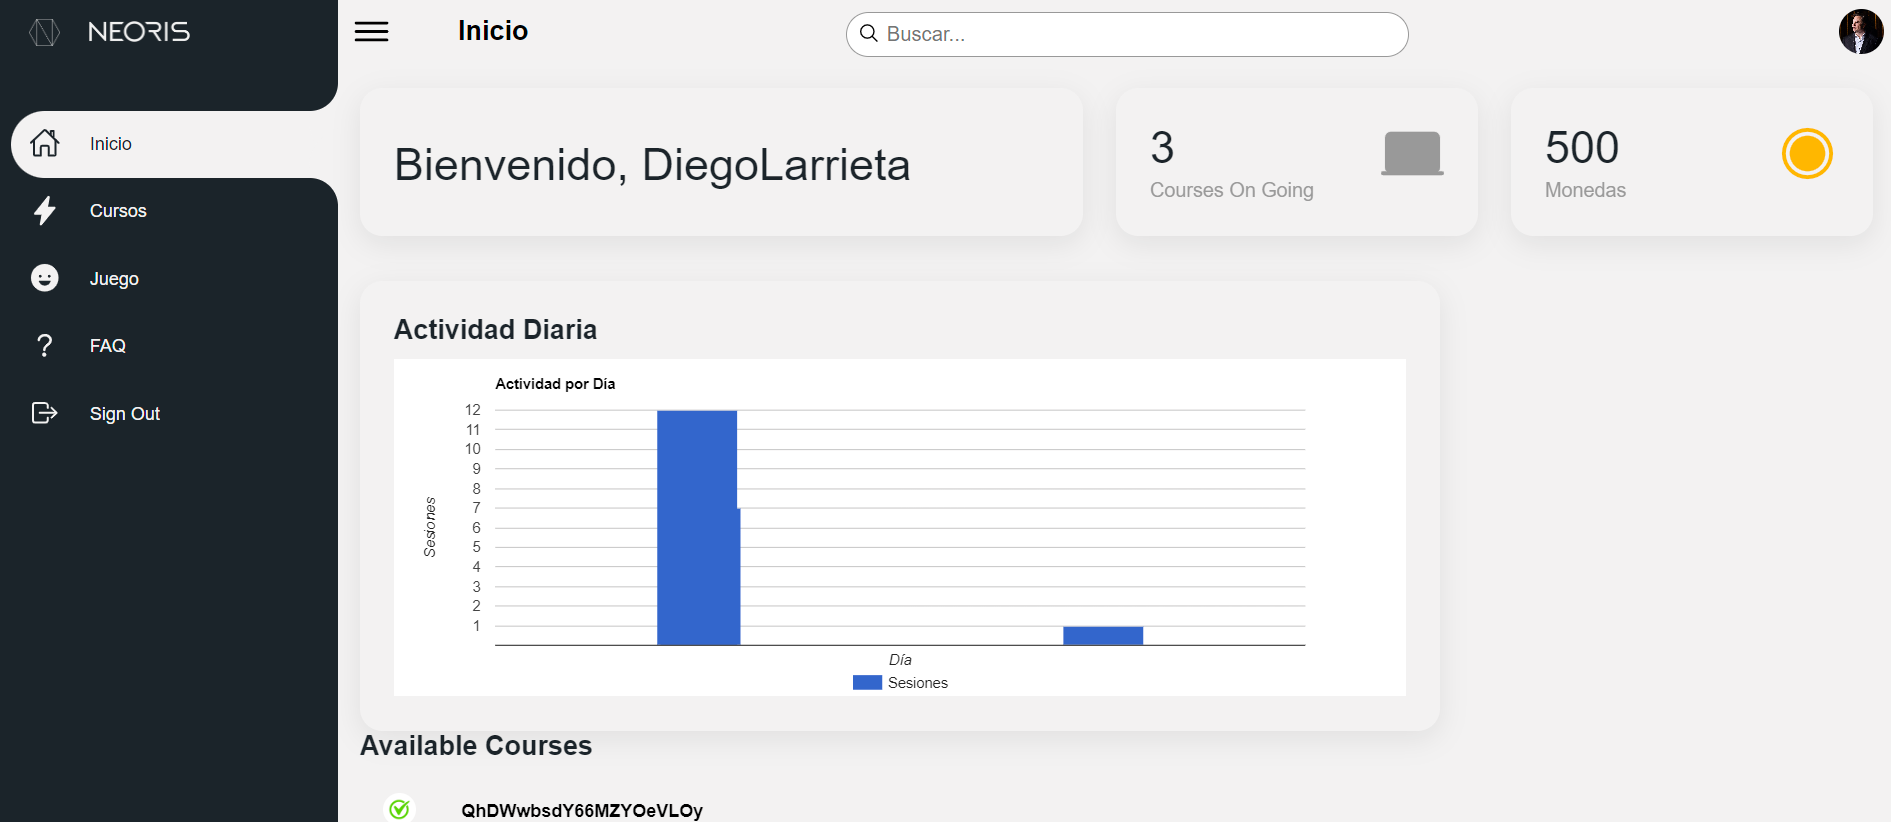 NEORIS
Inicio
Buscar...
Inicio
Cursos
Juego
FAQ
Sign Out
Bienvenido, DiegoLarrieta
3
Courses On Going
500
Monedas
Actividad Diaria
Actividad por Día
12
11
10
9
8
7
6
5
4
3
2
1
Sesiones
Día
Sesiones
Available Courses
QhDWwbsdY66MZYOeVLOy